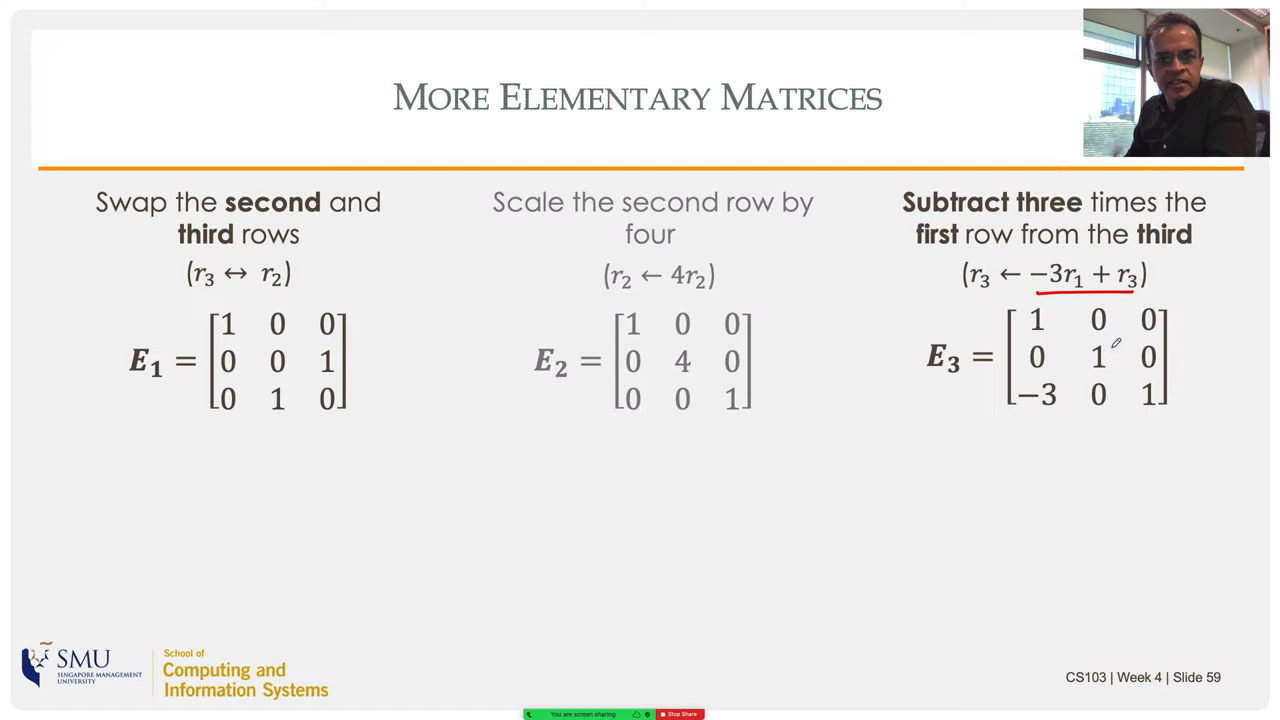 MORE ELEMENTARY MATRICES
Swap the second and
third rows
(r₃ ↔ r₂)
E₁ = [1 0 0
0 0 1
0 1 0]
Scale the second row by
four
(r₂ ← 4r₂)
E₂ = [1 0 0
0 4 0
0 0 1]
Subtract three times the
first row from the third
(r₃ ← −3r₁ + r₃)
E₃ = [1 0 0
0 1 0
−3 0 1]
SMU
SINGAPORE MANAGEMENT
UNIVERSITY
School of
Computing and
Information Systems
CS103 | Week 4 | Slide 59
You are screen sharing
Stop Share